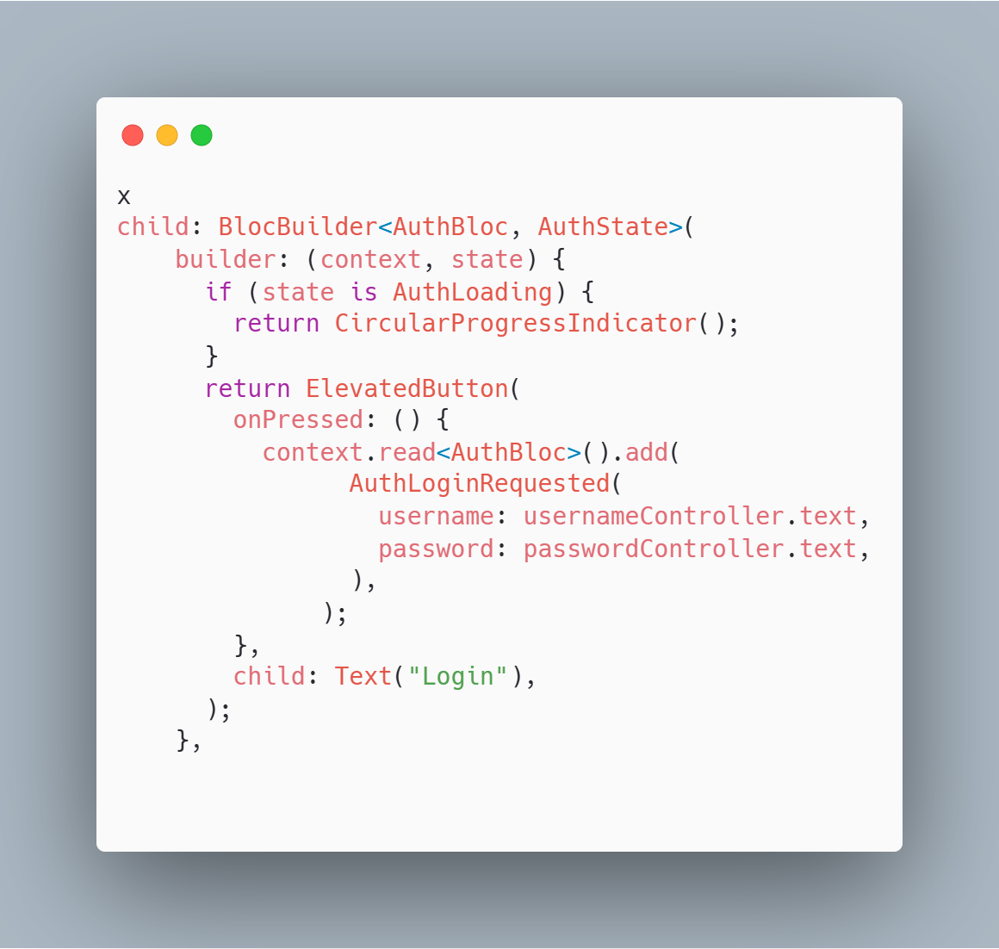 x
child: BlocBuilder<AuthBloc, AuthState>(
    builder: (context, state) {
      if (state is AuthLoading) {
        return CircularProgressIndicator();
      }
      return ElevatedButton(
        onPressed: () {
          context.read<AuthBloc>().add(
                AuthLoginRequested(
                  username: usernameController.text,
                  password: passwordController.text,
                ),
              );
        },
        child: Text("Login"),
      );
    },